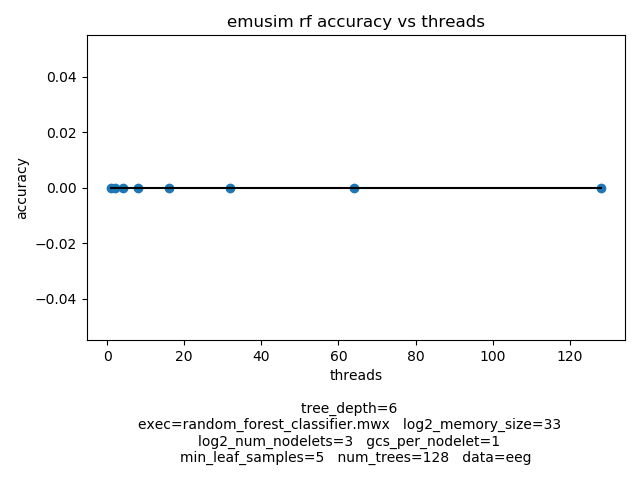 emusim rf accuracy vs threads
0.04
0.02
0.00
−0.02
−0.04
accuracy
0 20 40 60 80 100 120
threads
tree_depth=6
exec=random_forest_classifier.mwx log2_memory_size=33
log2_num_nodelets=3 gcs_per_nodelet=1
min_leaf_samples=5 num_trees=128 data=eeg